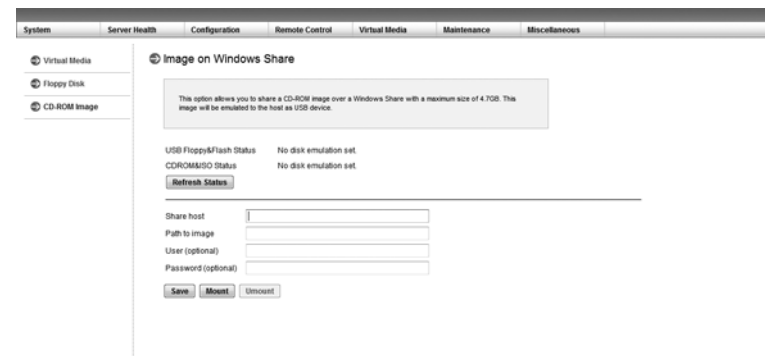 System Server Health Configuration Remote Control Virtual Media Maintenance Miscellaneous
Virtual Media
Floppy Disk
CD-ROM Image
Image on Windows Share
This option allows you to share a CD-ROM image over a Windows Share with a maximum size of 4.7GB. This
image will be emulated to the host as USB device.
USB Floppy&Flash Status No disk emulation set.
CDROM&ISO Status No disk emulation set.
Refresh Status
Share host
Path to image
User (optional)
Password (optional)
Save Mount Umount